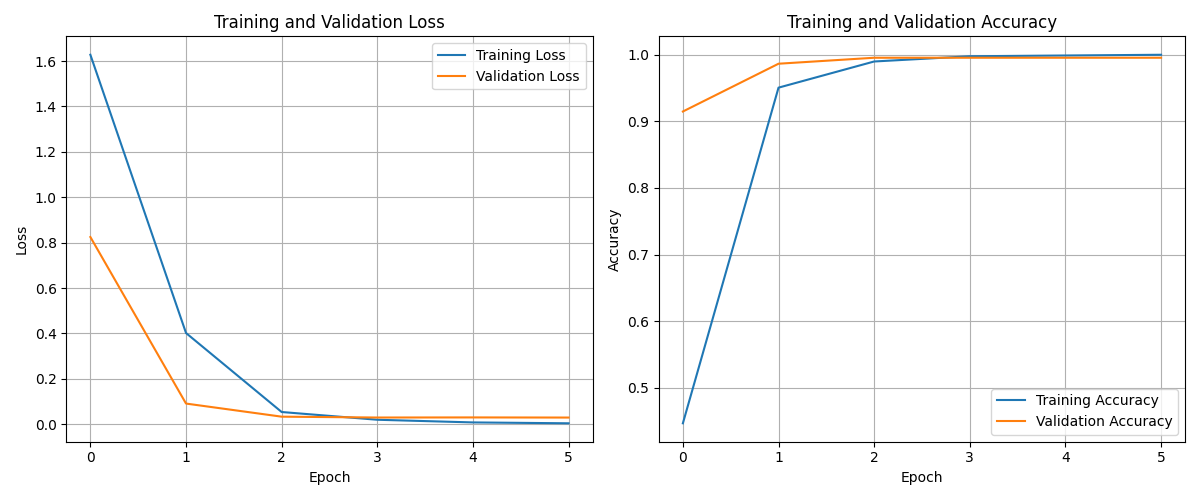 Training and Validation Loss
Training Loss
Validation Loss
1.6
1.4
1.2
1.0
0.8
0.6
0.4
0.2
0.0
Loss
0 1 2 3 4 5
Epoch
Training and Validation Accuracy
1.0
0.9
0.8
0.7
0.6
0.5
Accuracy
Training Accuracy
Validation Accuracy
0 1 2 3 4 5
Epoch